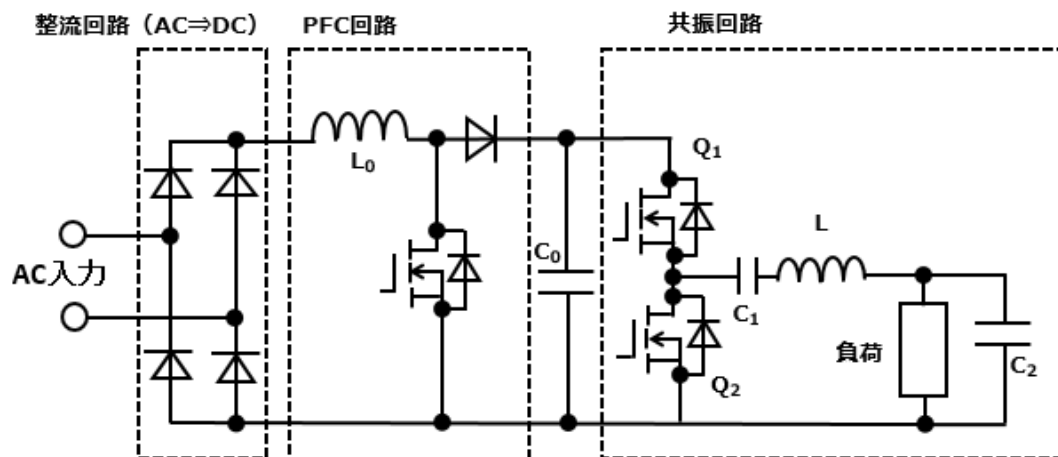 整流回路（AC⇒DC）
PFC回路
共振回路
L₀
Q₁
C₀
AC入力
L
C₁
負荷
C₂
Q₂